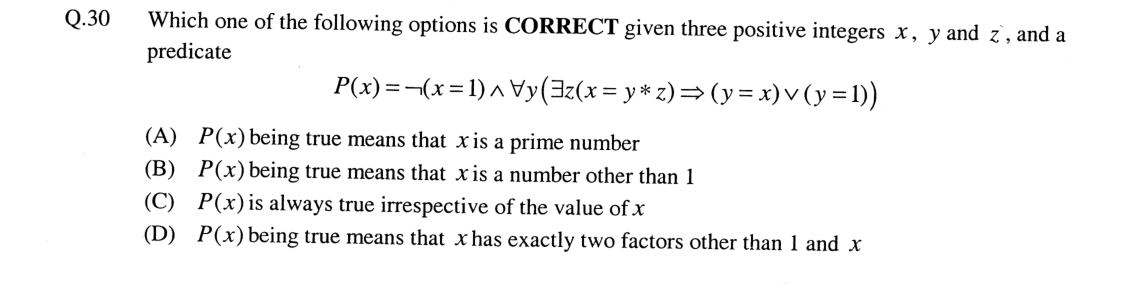 Q.30 Which one of the following options is CORRECT given three positive integers x, y and z, and a
predicate
P(x) = ¬(x = 1) ∧ ∀y(∃z(x = y * z) ⇒ (y = x) ∨ (y = 1))
(A) P(x) being true means that x is a prime number
(B) P(x) being true means that x is a number other than 1
(C) P(x) is always true irrespective of the value of x
(D) P(x) being true means that x has exactly two factors other than 1 and x